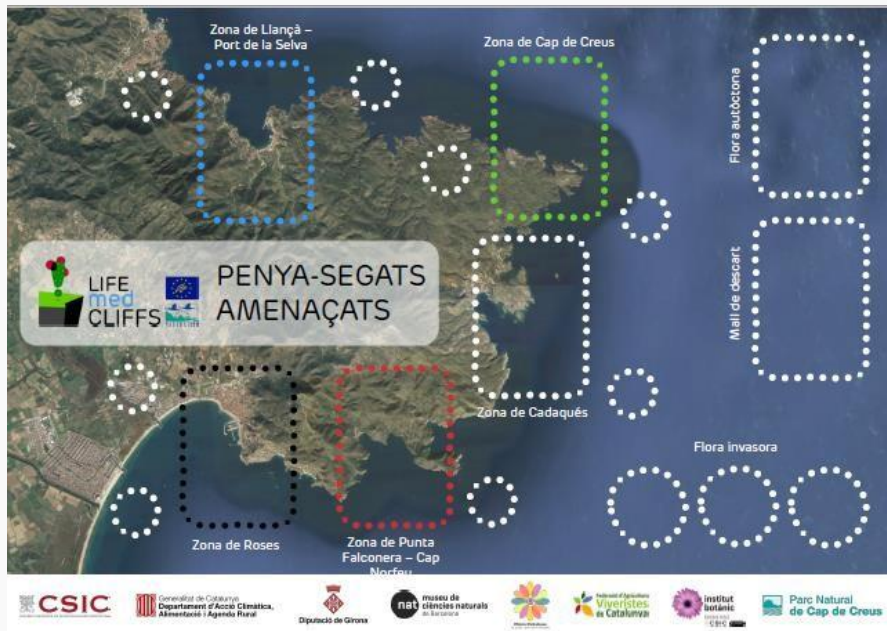 Zona de Llançà –
Port de la Selva
Zona de Cap de Creus
Flora autòctona
LIFE
med
CLIFFS
PENYA-SEGATS
AMENAÇATS
Mall de descart
Zona de Cadaqués
Flora invasora
Zona de Roses
Zona de Punta
Falconera – Cap
Norfeu
CSIC
Generalitat de Catalunya
Departament d'Acció Climàtica,
Alimentació i Agenda Rural
Diputació de Girona
nat
museu de
ciències naturals
de Barcelona
Federació d'Agricultura
Viveristes
de Catalunya
institut
botànic
CSIC
Parc Natural
de Cap de Creus